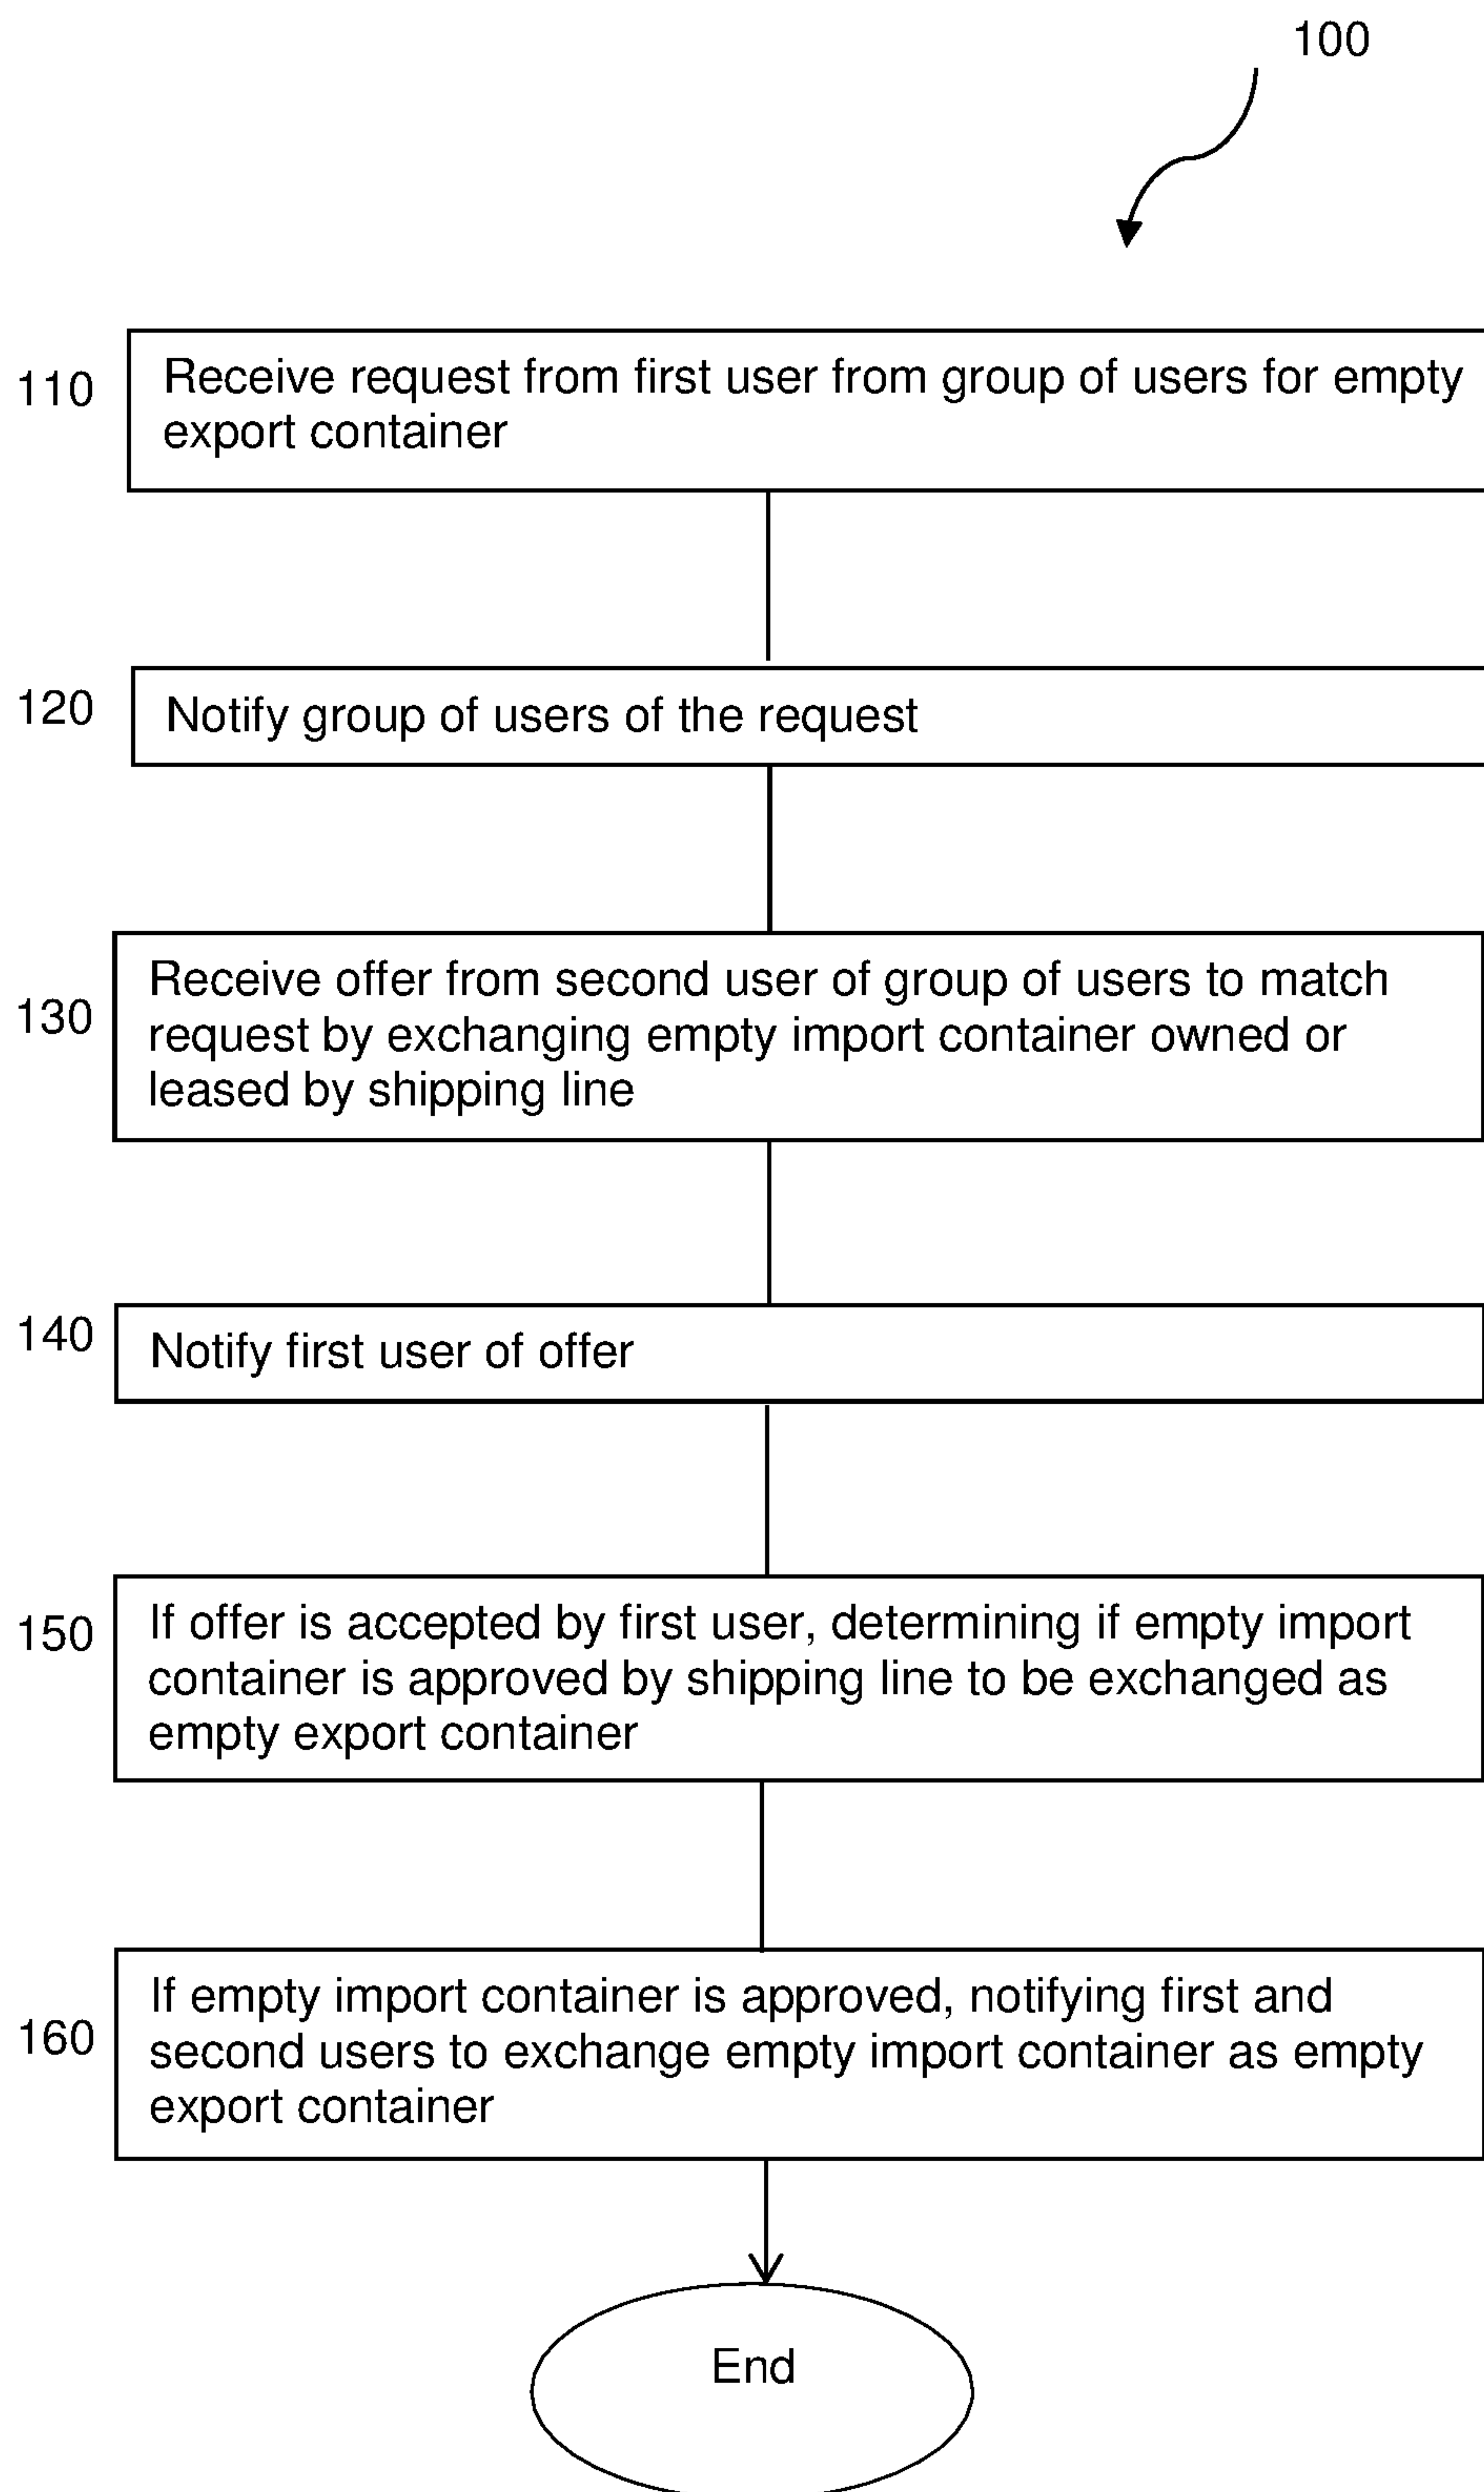 100
110
Receive request from first user from group of users for empty
export container
120
Notify group of users of the request
130
Receive offer from second user of group of users to match
request by exchanging empty import container owned or
leased by shipping line
140
Notify first user of offer
150
If offer is accepted by first user, determining if empty import
container is approved by shipping line to be exchanged as
empty export container
160
If empty import container is approved, notifying first and
second users to exchange empty import container as empty
export container
End